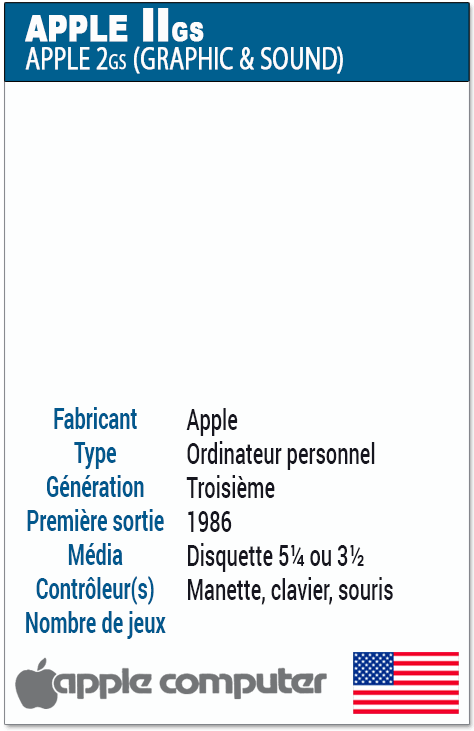 APPLE IIGS
APPLE 2GS (GRAPHIC & SOUND)
Fabricant Apple
Type Ordinateur personnel
Génération Troisième
Première sortie 1986
Média Disquette 5¼ ou 3½
Contrôleur(s) Manette, clavier, souris
Nombre de jeux
apple computer